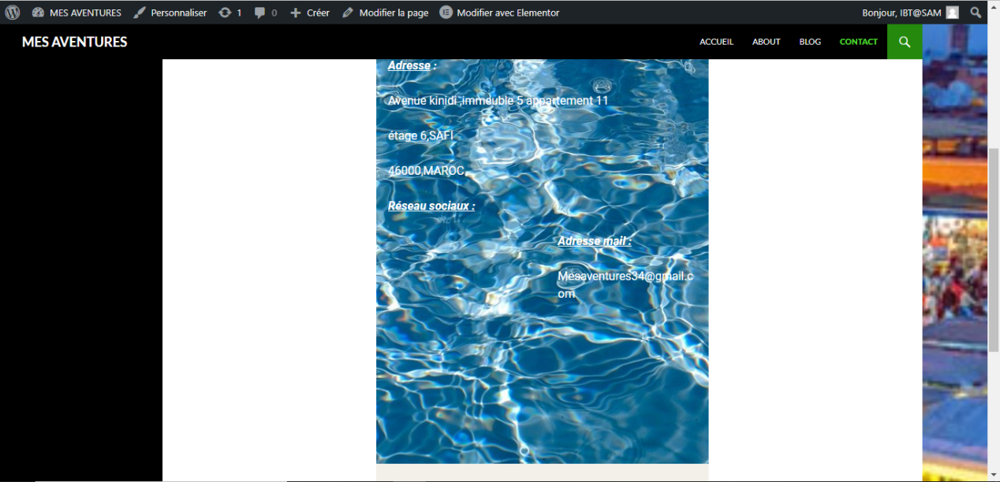 MES AVENTURES Personnaliser 1 0 Créer Modifier la page Modifier avec Elementor Bonjour, IBT@SAM
MES AVENTURES ACCUEIL ABOUT BLOG CONTACT
Adresse :
Avenue kinidi ,immeuble 5 appartement 11
étage 6,SAFI
46000,MAROC
Réseau sociaux :
Adresse mail :
Mesaventures34@gmail.c
om